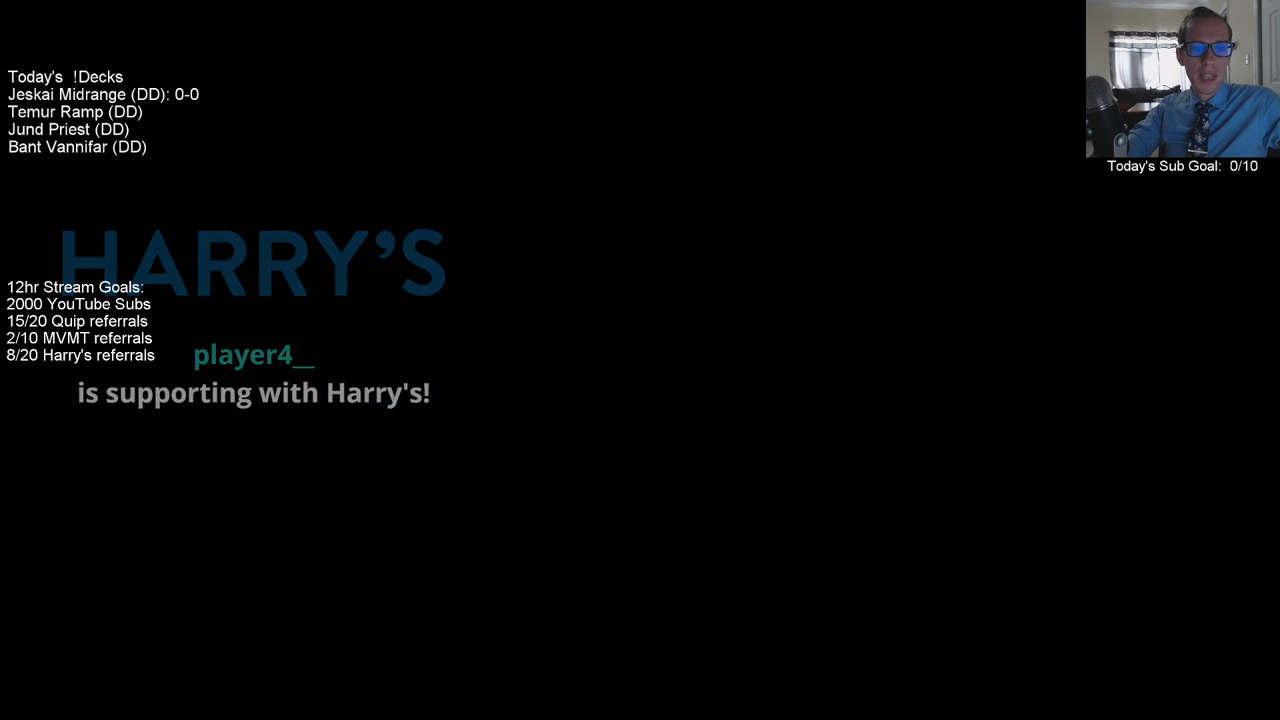 Today's !Decks
Jeskai Midrange (DD): 0-0
Temur Ramp (DD)
Jund Priest (DD)
Bant Vannifar (DD)
Today's Sub Goal: 0/10
HARRY'S
12hr Stream Goals:
2000 YouTube Subs
15/20 Quip referrals
2/10 MVMT referrals
8/20 Harry's referrals
player4__
is supporting with Harry's!